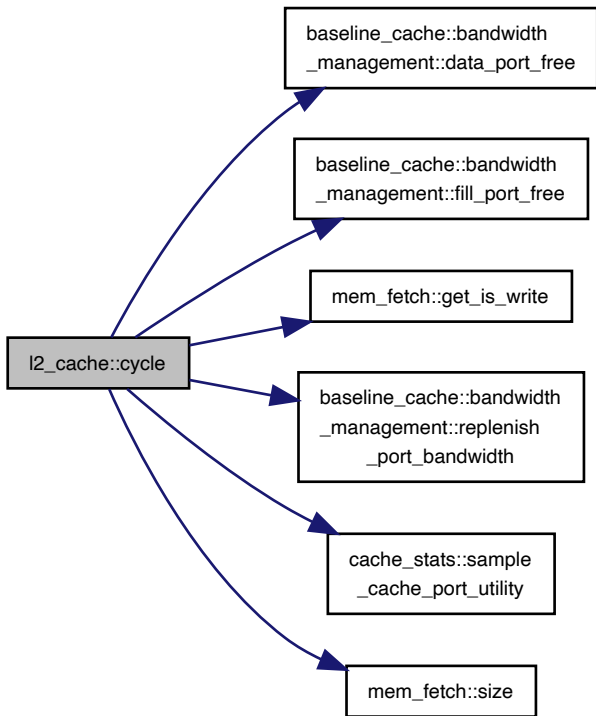 baseline_cache::bandwidth
_management::data_port_free
baseline_cache::bandwidth
_management::fill_port_free
mem_fetch::get_is_write
l2_cache::cycle
baseline_cache::bandwidth
_management::replenish
_port_bandwidth
cache_stats::sample
_cache_port_utility
mem_fetch::size